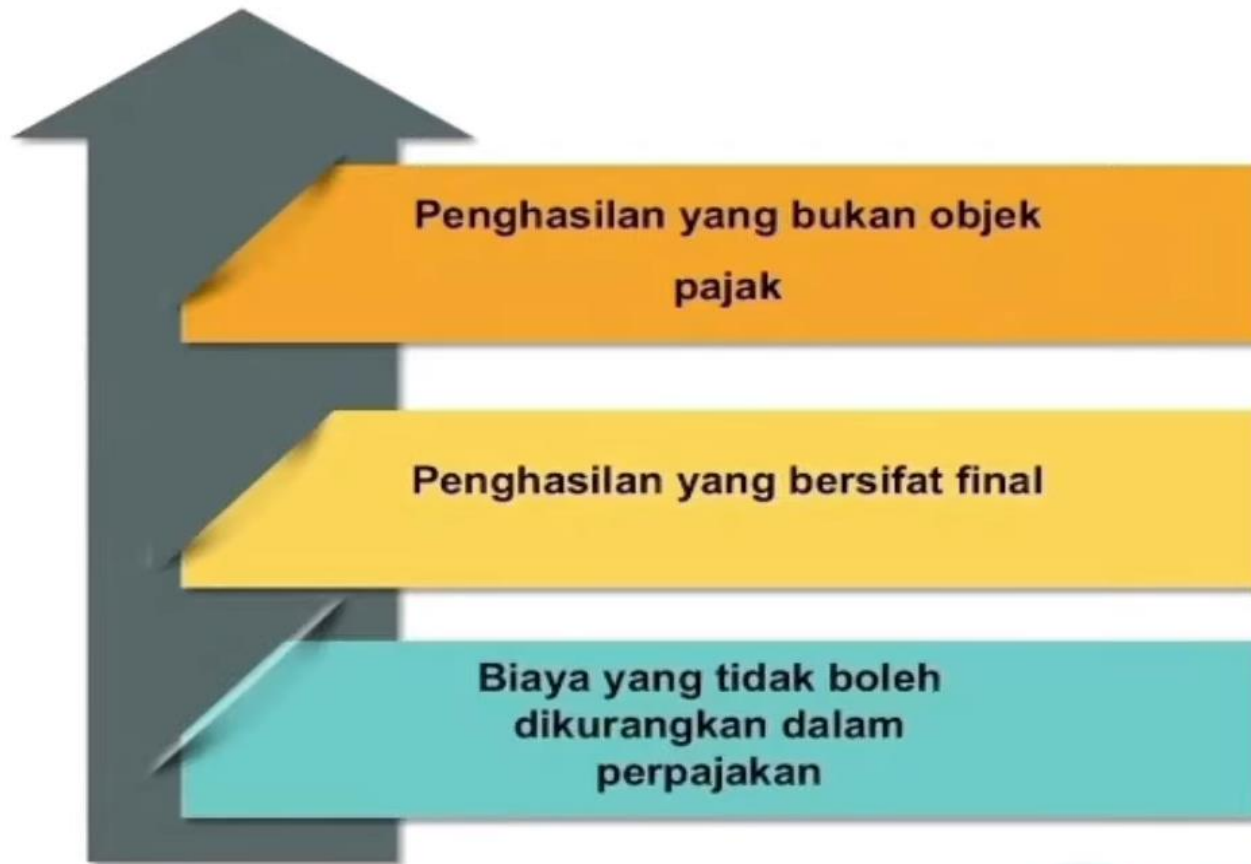 Penghasilan yang bukan objek
pajak
Penghasilan yang bersifat final
Biaya yang tidak boleh
dikurangkan dalam
perpajakan